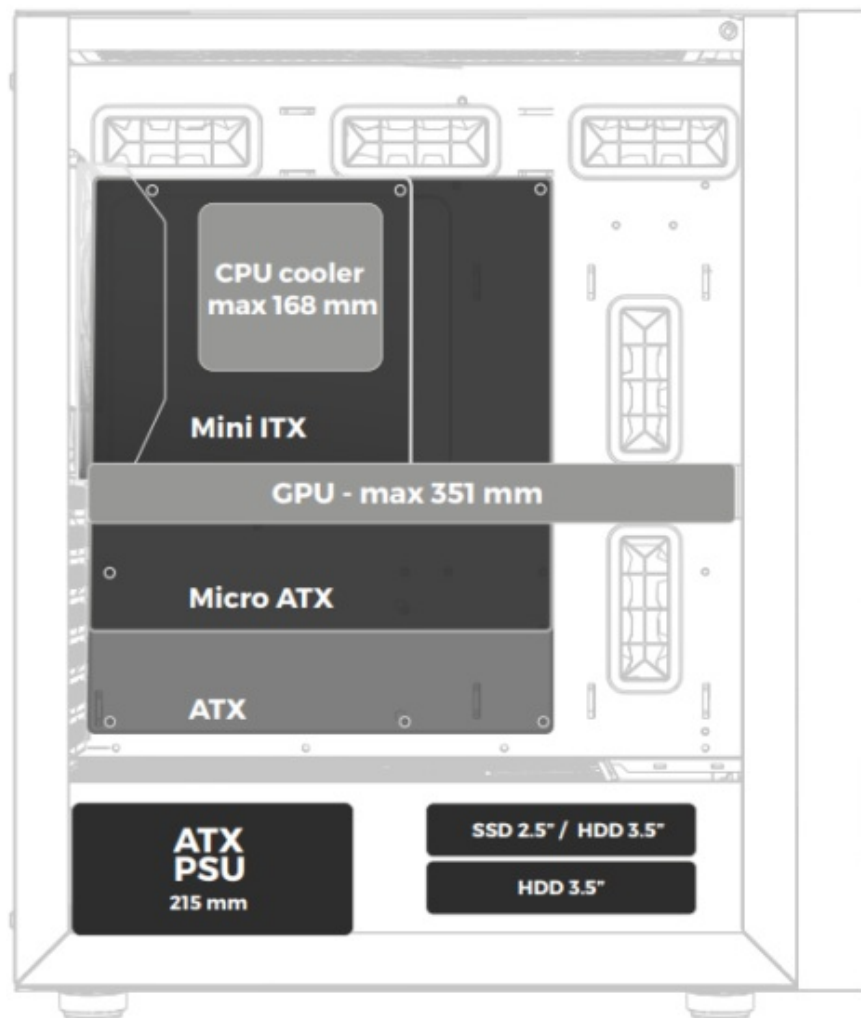 CPU cooler
max 168 mm
Mini ITX
GPU - max 351 mm
Micro ATX
ATX
ATX
PSU
215 mm
SSD 2.5” / HDD 3.5”
HDD 3.5”